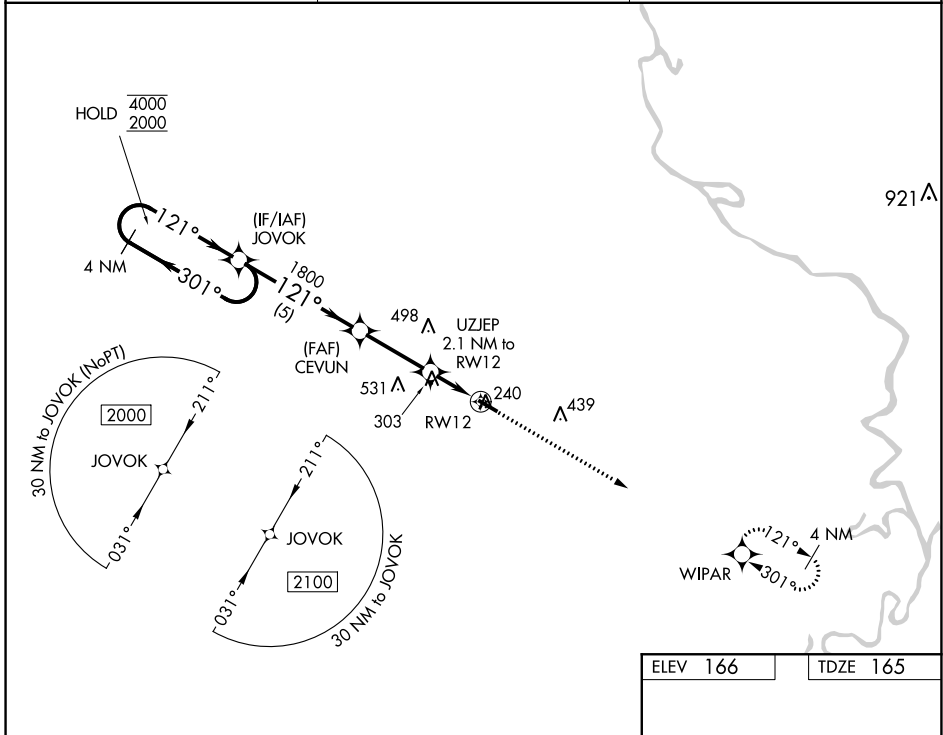 HOLD 4000
2000
921
121°
(IF/IAF)
JOVOK
4 NM
301°
1800
121°
(5)
498
UZJEP
2.1 NM to
RW12
(FAF)
CEVUN
531
240
303
RW12
439
30 NM to JOVOK (NoPT)
211°
2000
JOVOK
031°
211°
JOVOK
2100
031°
30 NM to JOVOK
121°
4 NM
WIPAR
301°
ELEV 166
TDZE 165